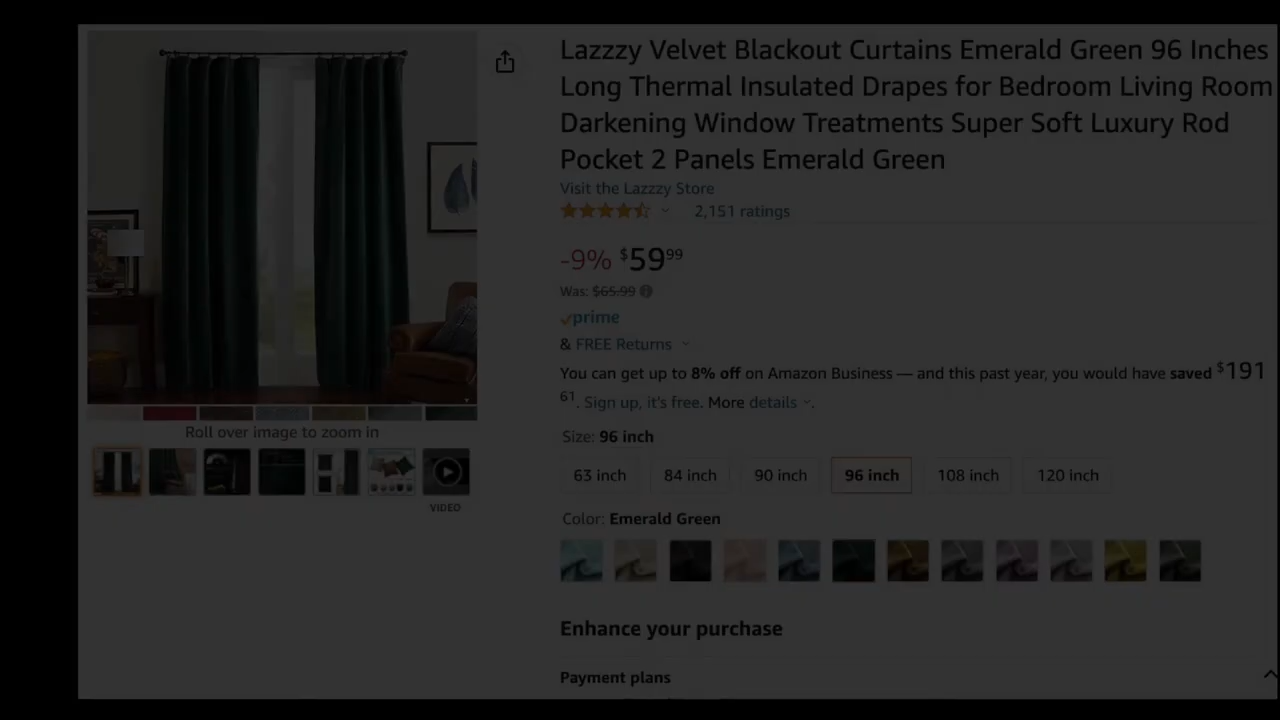 Lazzzy Velvet Blackout Curtains Emerald Green 96 Inches
Long Thermal Insulated Drapes for Bedroom Living Room
Darkening Window Treatments Super Soft Luxury Rod
Pocket 2 Panels Emerald Green
Visit the Lazzzy Store
2,151 ratings
-9% $59 99
Was: $65.99
prime
& FREE Returns
You can get up to 8% off on Amazon Business — and this past year, you would have saved $191
61. Sign up, it's free. More details.
Size: 96 inch
63 inch 84 inch 90 inch 96 inch 108 inch 120 inch
Color: Emerald Green
Enhance your purchase
Payment plans
Roll over image to zoom in
VIDEO